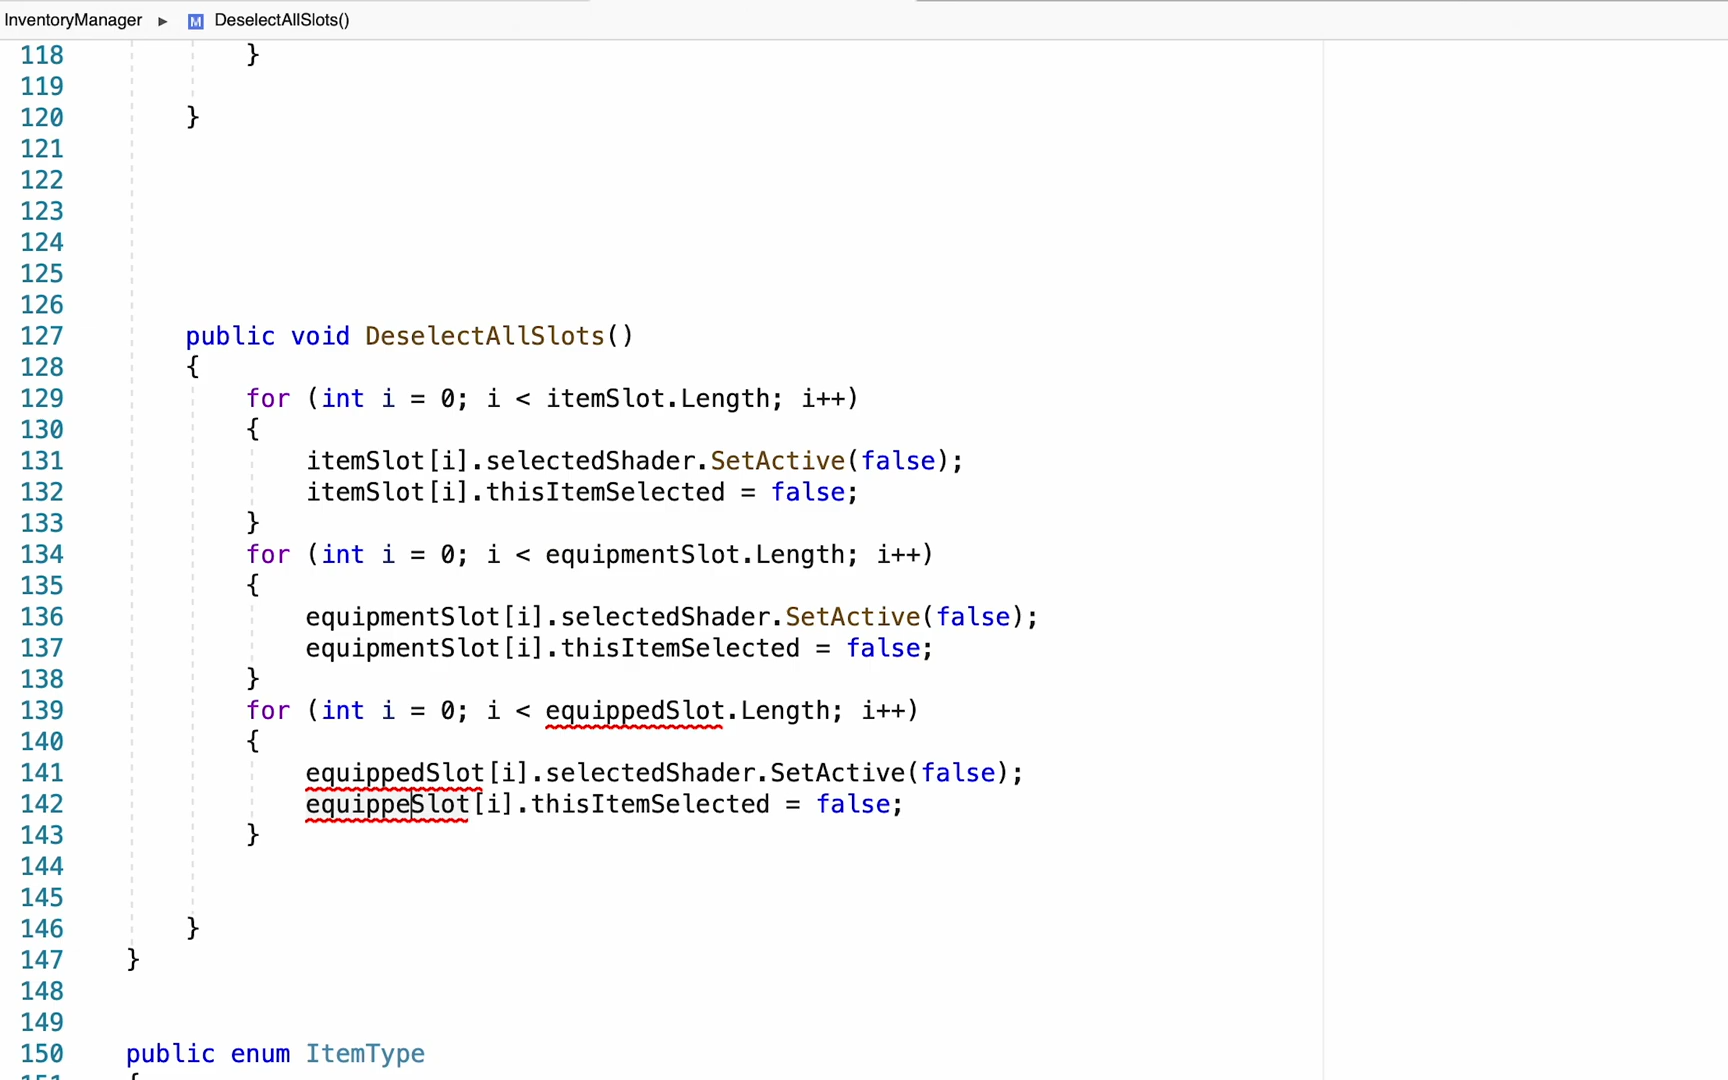 InventoryManager ▶ M DeselectAllSlots()
118 }
119
120 }
121
122
123
124
125
126
127 public void DeselectAllSlots()
128 {
129 for (int i = 0; i < itemSlot.Length; i++)
130 {
131 itemSlot[i].selectedShader.SetActive(false);
132 itemSlot[i].thisItemSelected = false;
133 }
134 for (int i = 0; i < equipmentSlot.Length; i++)
135 {
136 equipmentSlot[i].selectedShader.SetActive(false);
137 equipmentSlot[i].thisItemSelected = false;
138 }
139 for (int i = 0; i < equippedSlot.Length; i++)
140 {
141 equippedSlot[i].selectedShader.SetActive(false);
142 equippeSlot[i].thisItemSelected = false;
143 }
144
145
146 }
147 }
148
149
150 public enum ItemType
151 {